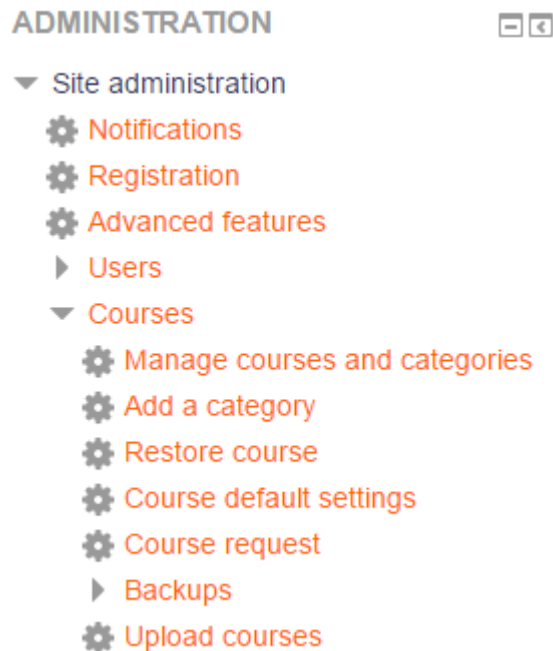 ADMINISTRATION
Site administration
Notifications
Registration
Advanced features
Users
Courses
Manage courses and categories
Add a category
Restore course
Course default settings
Course request
Backups
Upload courses